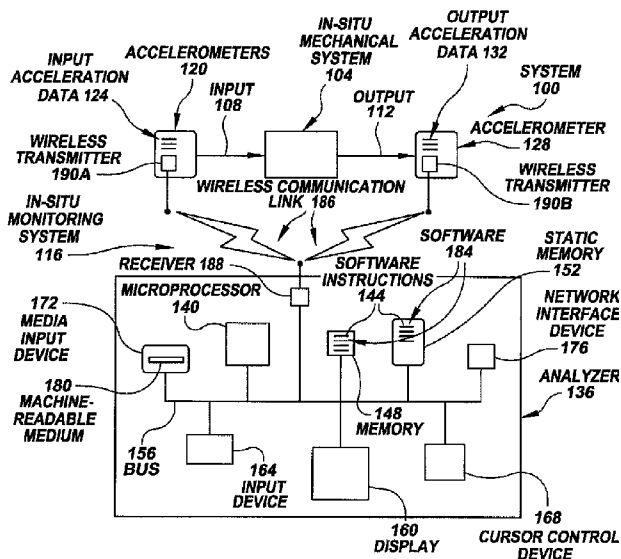 INPUT
ACCELERATION
DATA 124
ACCELEROMETERS
120
INPUT
108
IN-SITU
MECHANICAL
SYSTEM
104
OUTPUT
112
OUTPUT
ACCELERATION
DATA 132
SYSTEM
100
ACCELEROMETER
128
WIRELESS
TRANSMITTER
190A
WIRELESS COMMUNICATION
LINK 186
WIRELESS
TRANSMITTER
190B
IN-SITU
MONITORING
SYSTEM
116
RECEIVER 188
SOFTWARE
184
STATIC
MEMORY
152
172
MEDIA
INPUT
DEVICE
MICROPROCESSOR
140
SOFTWARE
INSTRUCTIONS
144
NETWORK
INTERFACE
DEVICE
176
180
MACHINE-
READABLE
MEDIUM
148
MEMORY
ANALYZER
136
156
BUS
164
INPUT
DEVICE
160
DISPLAY
168
CURSOR CONTROL
DEVICE